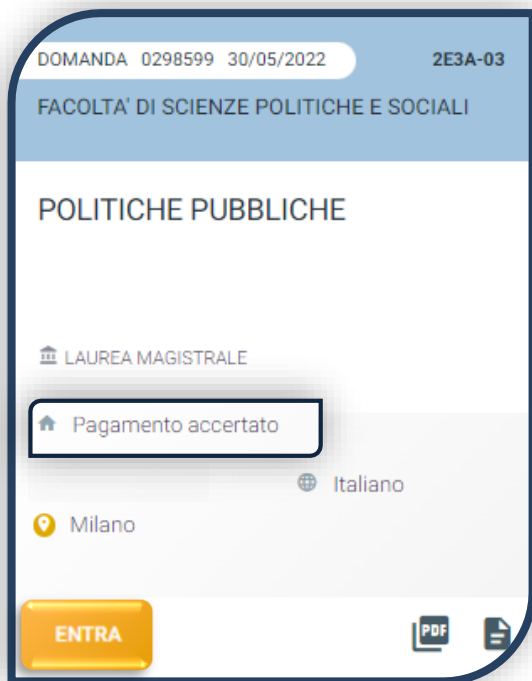 DOMANDA 0298599 30/05/2022 2E3A-03
FACOLTA' DI SCIENZE POLITICHE E SOCIALI
POLITICHE PUBBLICHE
LAUREA MAGISTRALE
Pagamento accertato
Italiano
Milano
ENTRA PDF